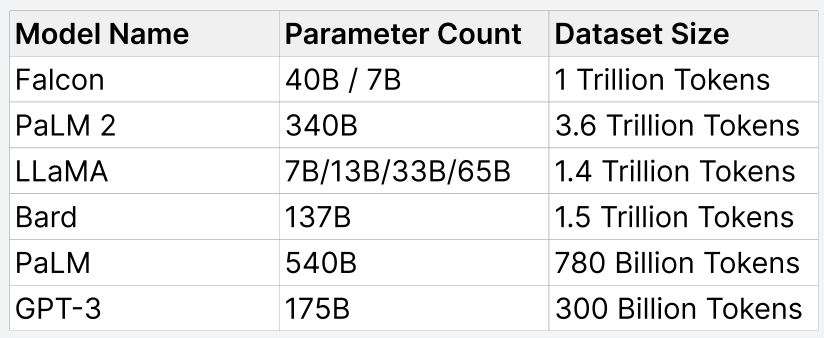 Model Name Parameter Count Dataset Size
Falcon 40B / 7B 1 Trillion Tokens
PaLM 2 340B 3.6 Trillion Tokens
LLaMA 7B/13B/33B/65B 1.4 Trillion Tokens
Bard 137B 1.5 Trillion Tokens
PaLM 540B 780 Billion Tokens
GPT-3 175B 300 Billion Tokens